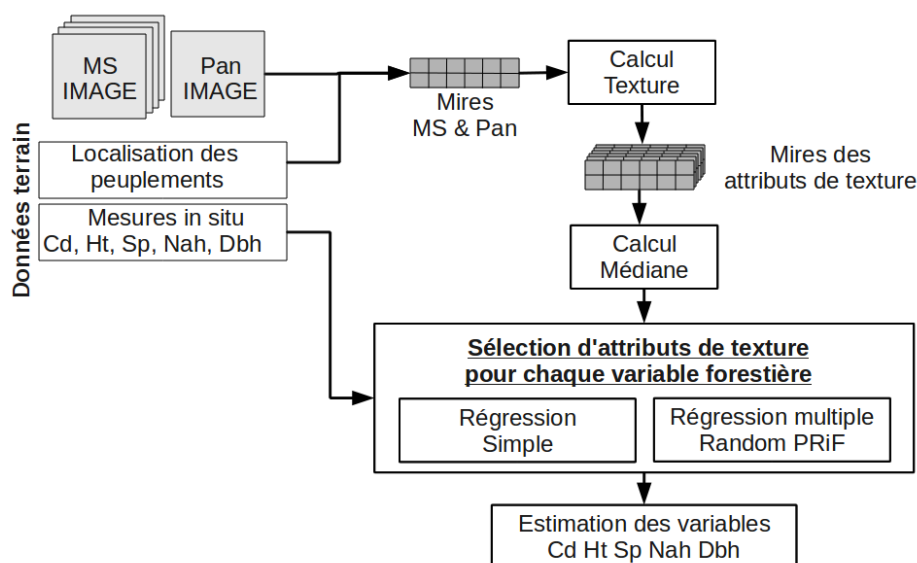 MS
IMAGE
Pan
IMAGE
Mires
MS & Pan
Calcul
Texture
Données terrain
Localisation des
peuplements
Mires des
attributs de texture
Mesures in situ
Cd, Ht, Sp, Nah, Dbh
Calcul
Médiane
Sélection d'attributs de texture
pour chaque variable forestière
Régression
Simple
Régression multiple
Random PRiF
Estimation des variables
Cd Ht Sp Nah Dbh